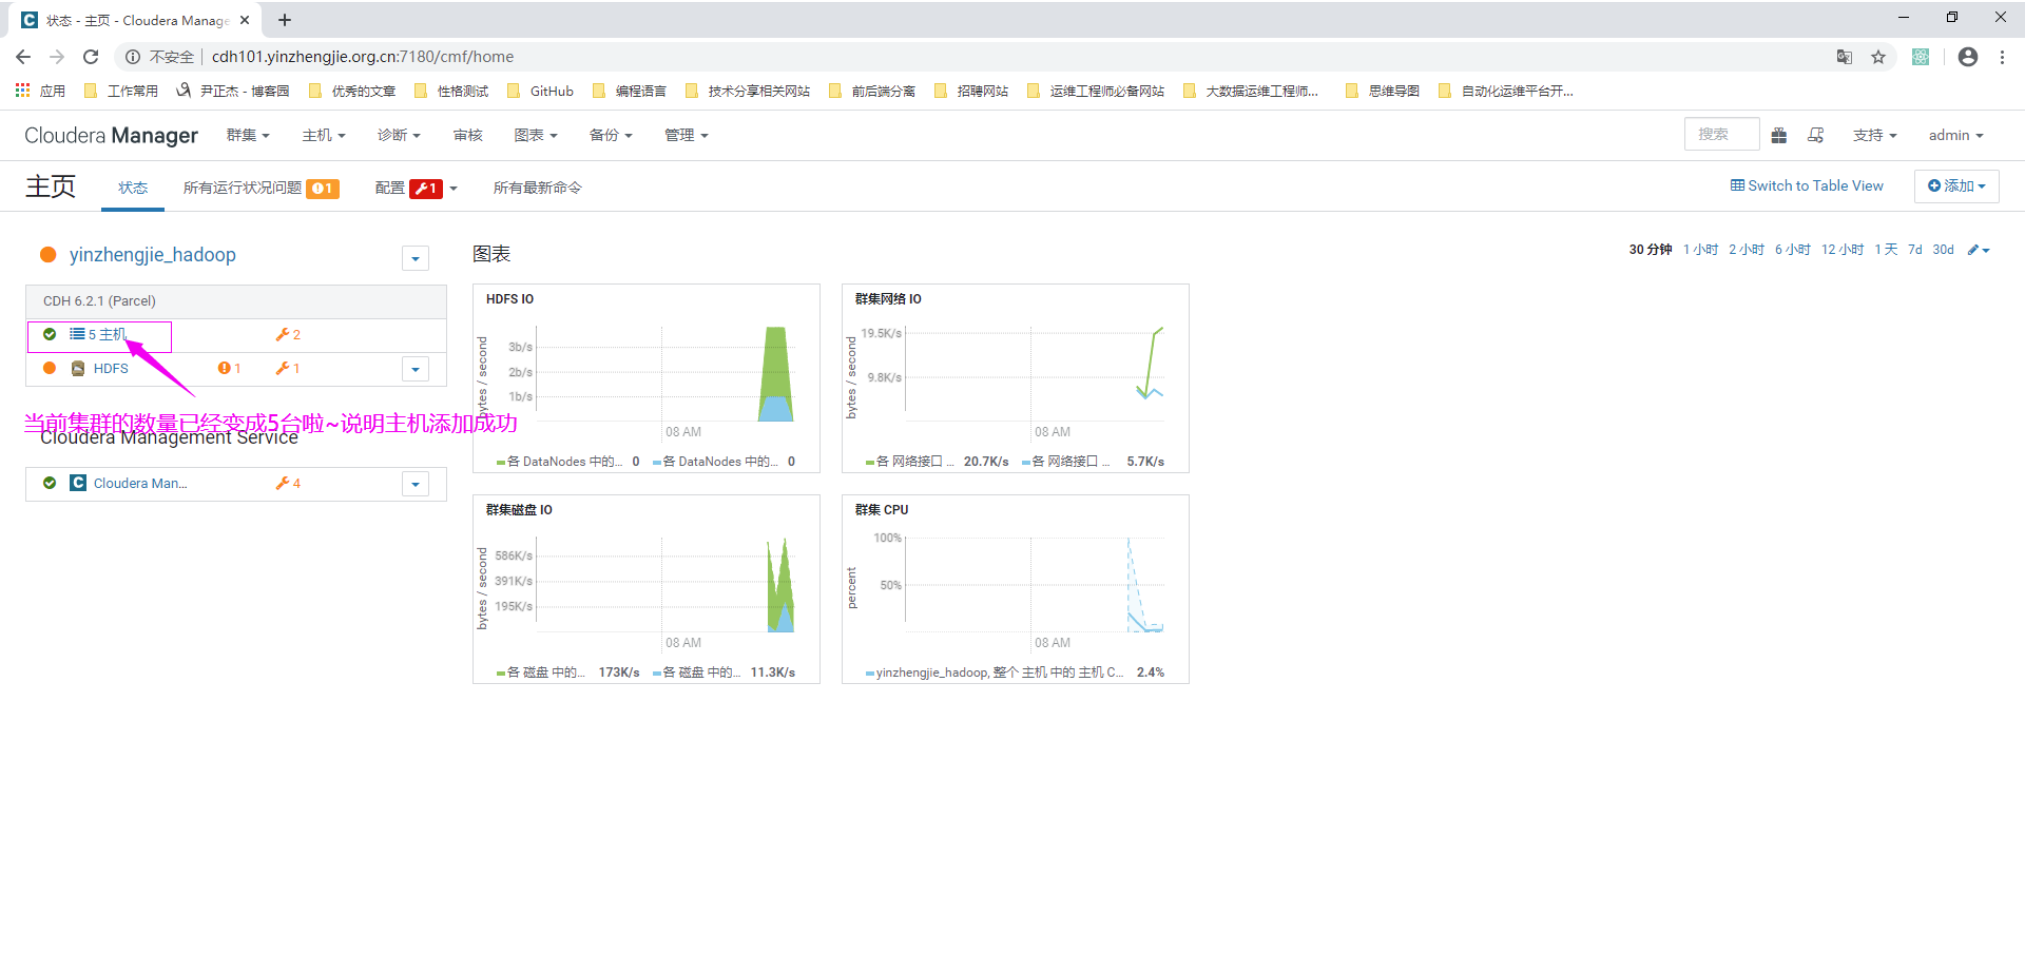 状态 - 主页 - Cloudera Manage
不安全 cdh101.yinzhengjie.org.cn:7180/cmf/home
应用 工作常用 尹正杰 - 博客园 优秀的文章 性格测试 GitHub 编程语言 技术分享相关网站 前后端分离 招聘网站 运维工程师必备网站 大数据运维工程师... 思维导图 自动化运维平台开...
Cloudera Manager 群集 主机 诊断 审核 图表 备份 管理 搜索 支持 admin
主页 状态 所有运行状况问题 1 配置 1 所有最新命令 Switch to Table View 添加
yinzhengjie_hadoop
CDH 6.2.1 (Parcel)
5 主机 2
HDFS 1 1
当前集群的数量已经变成5台啦~说明主机添加成功
Cloudera Management Service
C Cloudera Man... 4
图表
30 分钟 1 小时 2 小时 6 小时 12 小时 1 天 7d 30d
HDFS IO
bytes / second
3b/s
2b/s
1b/s
08 AM
各 DataNodes 中的... 0 各 DataNodes 中的... 0
群集网络 IO
bytes / second
19.5K/s
9.8K/s
08 AM
各 网络接口 ... 20.7K/s 各 网络接口 ... 5.7K/s
群集磁盘 IO
bytes / second
586K/s
391K/s
195K/s
08 AM
各 磁盘 中的... 173K/s 各 磁盘 中的... 11.3K/s
群集 CPU
percent
100%
50%
08 AM
yinzhengjie_hadoop, 整个 主机 中的 主机 C... 2.4%